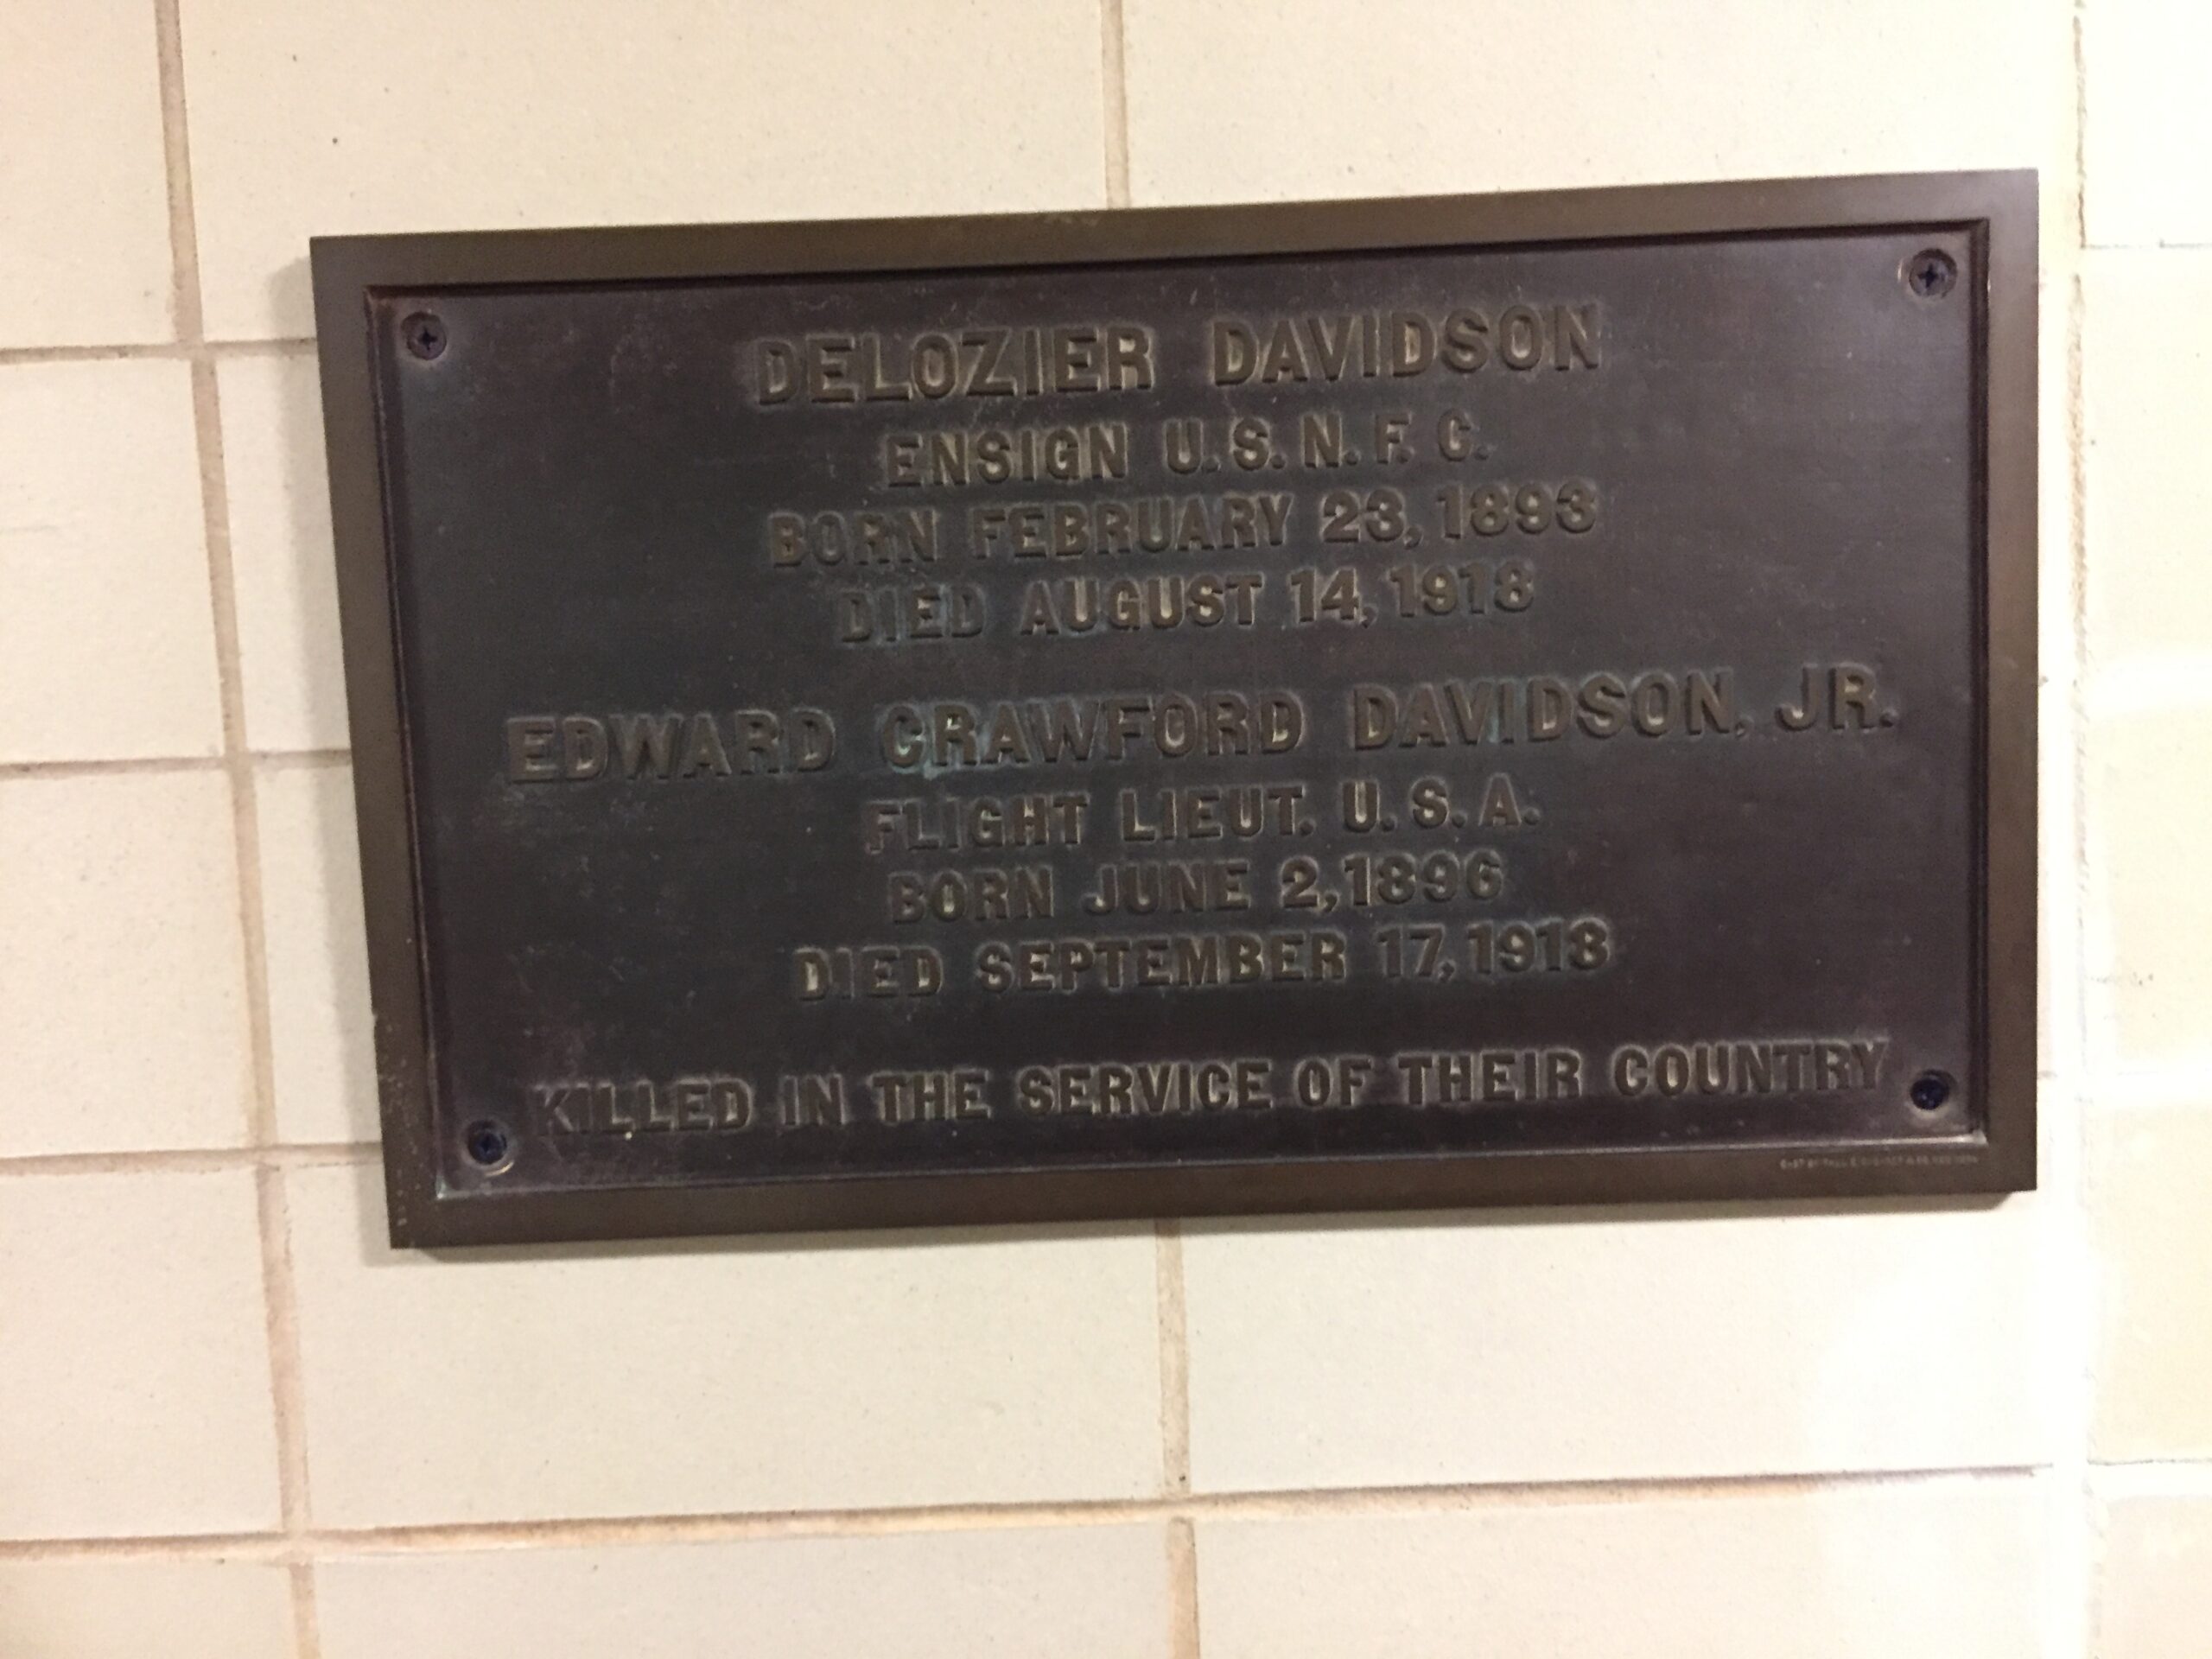 DELOZIER DAVIDSON
ENSIGN U.S.N.F.C.
BORN FEBRUARY 23, 1893
DIED AUGUST 14, 1918
EDWARD CRAWFORD DAVIDSON, JR.
FLIGHT LIEUT. U.S.A.
BORN JUNE 2, 1896
DIED SEPTEMBER 17, 1918
KILLED IN THE SERVICE OF THEIR COUNTRY